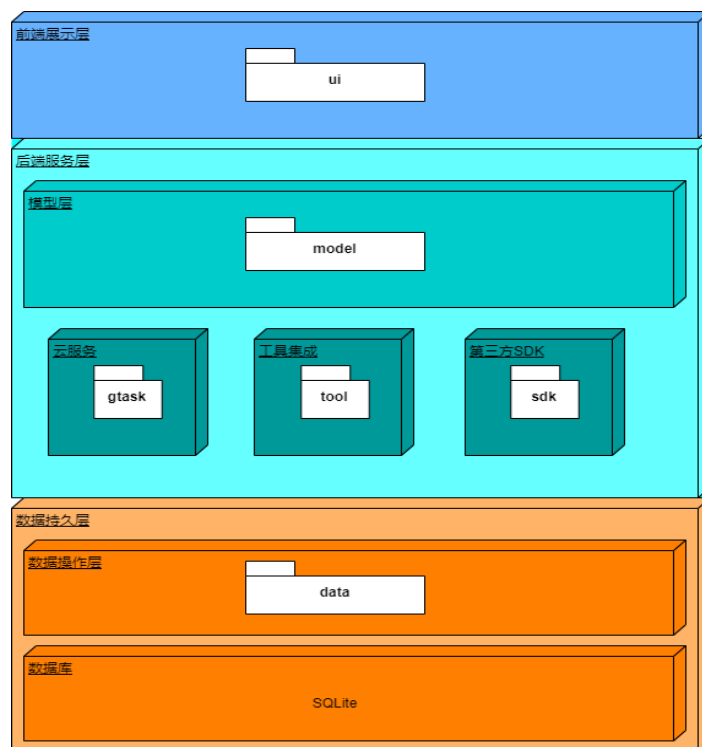 前端展示层
ui
后端服务层
模型层
model
云服务
工具集成
第三方SDK
gtask
tool
sdk
数据持久层
数据操作层
data
数据库
SQLite